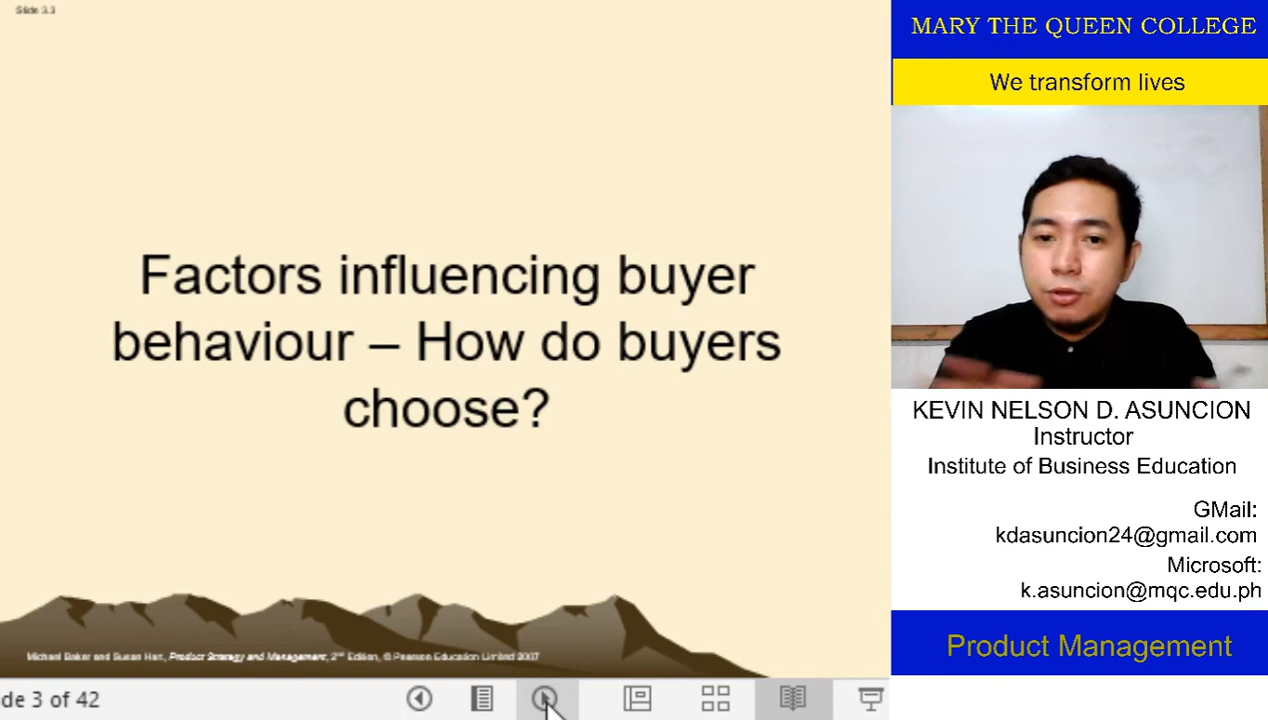 Slide 3.3
Factors influencing buyer
behaviour – How do buyers
choose?
Michael Baker and Susan Hart, Product Strategy and Management, 2nd Edition, © Pearson Education Limited 2007
de 3 of 42
MARY THE QUEEN COLLEGE
We transform lives
KEVIN NELSON D. ASUNCION
Instructor
Institute of Business Education
GMail:
kdasuncion24@gmail.com
Microsoft:
k.asuncion@mqc.edu.ph
Product Management